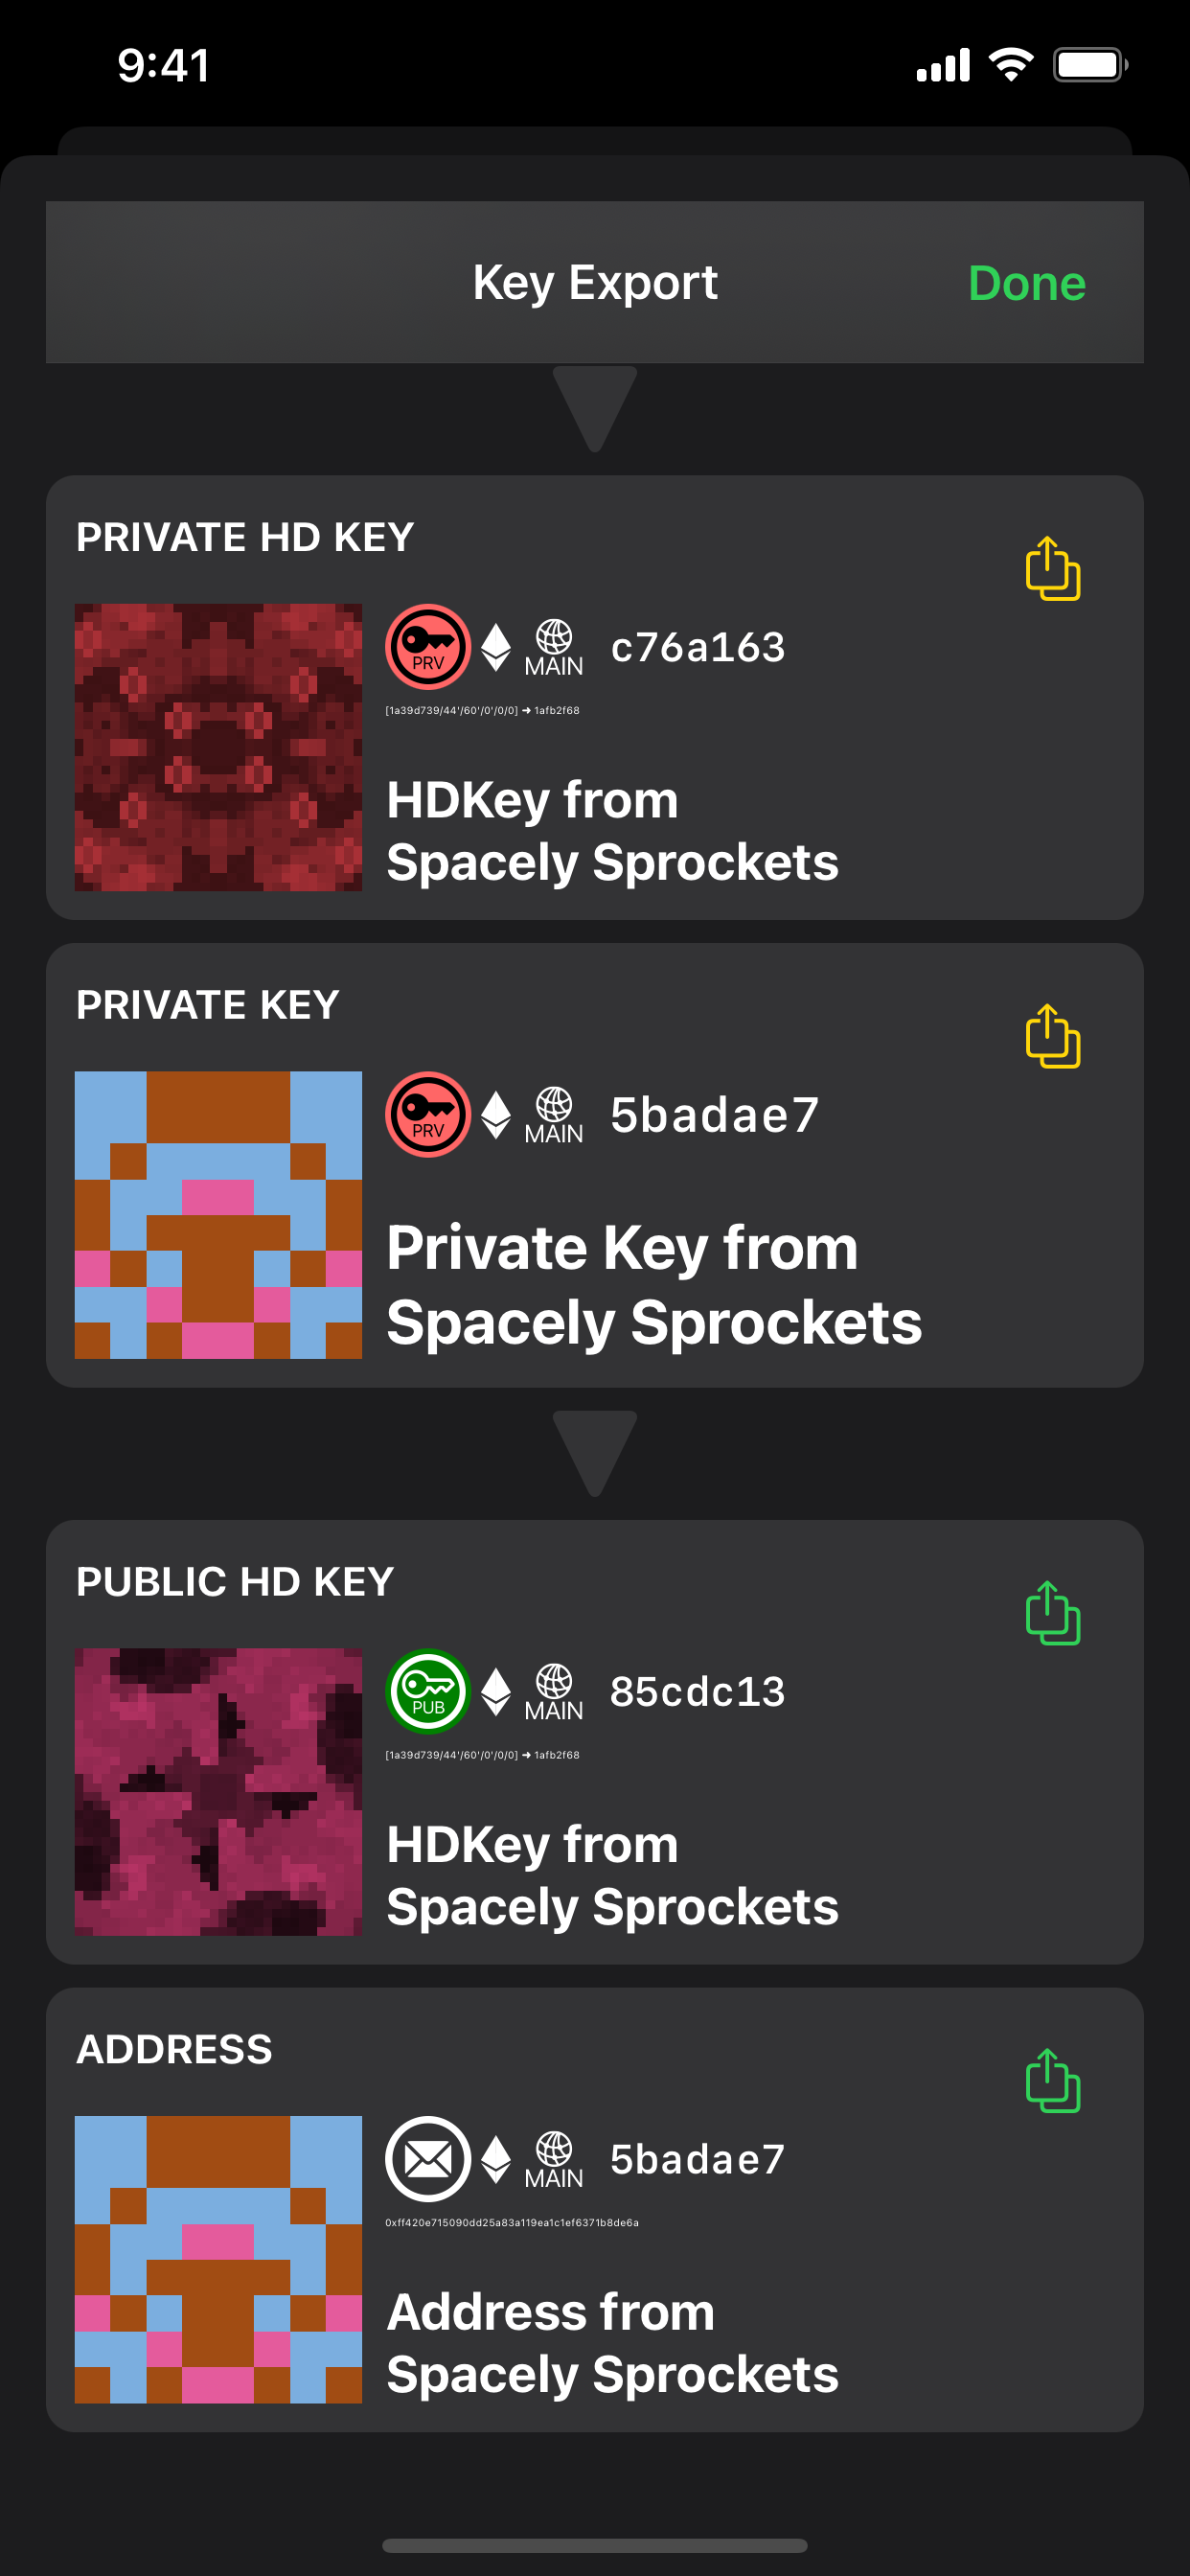 9:41
Key Export
Done
PRIVATE HD KEY
PRV
MAIN
c76a163
[1a39d739/44'/60'/0'/0/0] ➜ 1afb2f68
HDKey from
Spacely Sprockets
PRIVATE KEY
PRV
MAIN
5badae7
Private Key from
Spacely Sprockets
PUBLIC HD KEY
PUB
MAIN
85cdc13
[1a39d739/44'/60'/0'/0/0] ➜ 1afb2f68
HDKey from
Spacely Sprockets
ADDRESS
MAIN
5badae7
0xff420e715090dd25a83a119ea1c1ef6371b8de6a
Address from
Spacely Sprockets